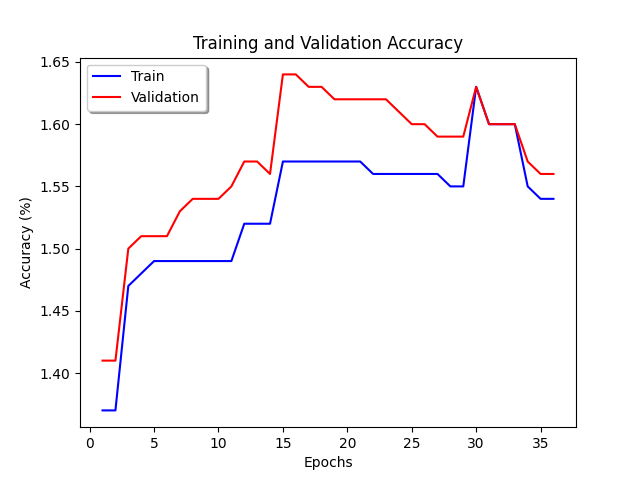 Training and Validation Accuracy
Train
Validation
1.65
1.60
1.55
1.50
1.45
1.40
Accuracy (%)
0 5 10 15 20 25 30 35
Epochs